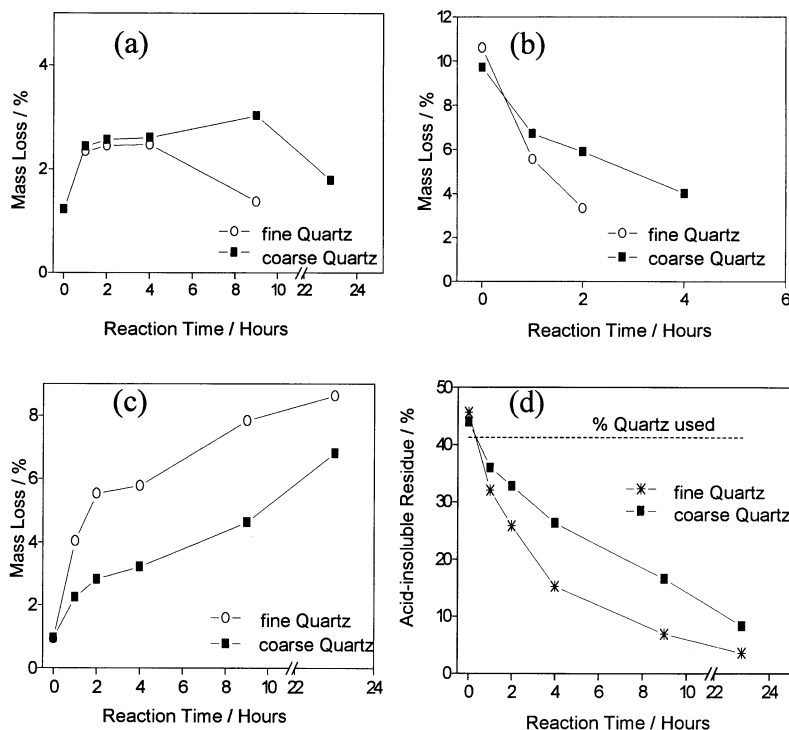 (a)
Mass Loss / %
4
2
0
fine Quartz
coarse Quartz
0 2 4 6 8 10 22 24
Reaction Time / Hours
(b)
Mass Loss / %
12
10
8
6
4
2
0
fine Quartz
coarse Quartz
0 2 4 6
Reaction Time / Hours
(c)
Mass Loss / %
8
6
4
2
0
fine Quartz
coarse Quartz
0 2 4 6 8 10 22 24
Reaction Time / Hours
(d)
Acid-insoluble Residue / %
50
40
30
20
10
0
% Quartz used
fine Quartz
coarse Quartz
0 2 4 6 8 10 22 24
Reaction Time / Hours